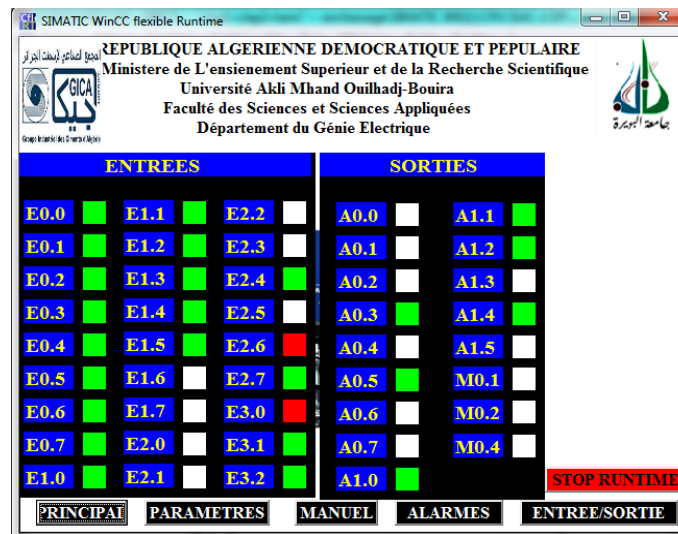 SIMATIC WinCC flexible Runtime
REPUBLIQUE ALGERIENNE DEMOCRATIQUE ET PEPULAIRE
Ministere de L'ensienement Superieur et de la Recherche Scientifique
Université Akli Mhand Ouilhadj-Bouira
Faculté des Sciences et Sciences Appliquées
Département du Génie Electrique
GICA
جيكا
Groupe Industriel des Ciments d'Algérie
جامعة البويرة
ENTREES SORTIES
E0.0 E1.1 E2.2 A0.0 A1.1
E0.1 E1.2 E2.3 A0.1 A1.2
E0.2 E1.3 E2.4 A0.2 A1.3
E0.3 E1.4 E2.5 A0.3 A1.4
E0.4 E1.5 E2.6 A0.4 A1.5
E0.5 E1.6 E2.7 A0.5 M0.1
E0.6 E1.7 E3.0 A0.6 M0.2
E0.7 E2.0 E3.1 A0.7 M0.4
E1.0 E2.1 E3.2 A1.0
STOP RUNTIME
PRINCIPAL PARAMETRES MANUEL ALARMES ENTREE/SORTIE